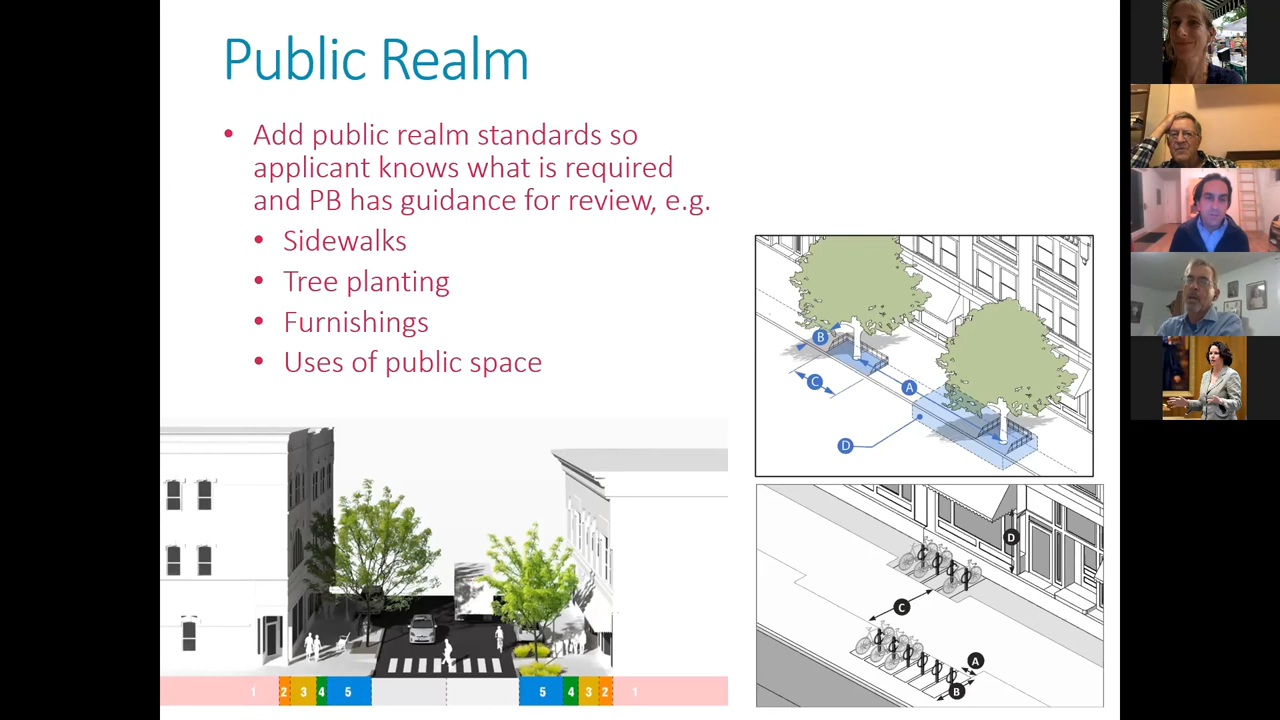 Public Realm
• Add public realm standards so
applicant knows what is required
and PB has guidance for review, e.g.
• Sidewalks
• Tree planting
• Furnishings
• Uses of public space
B
C
A
D
D
C
A
B
1 2 3 4 5 5 4 3 2 1